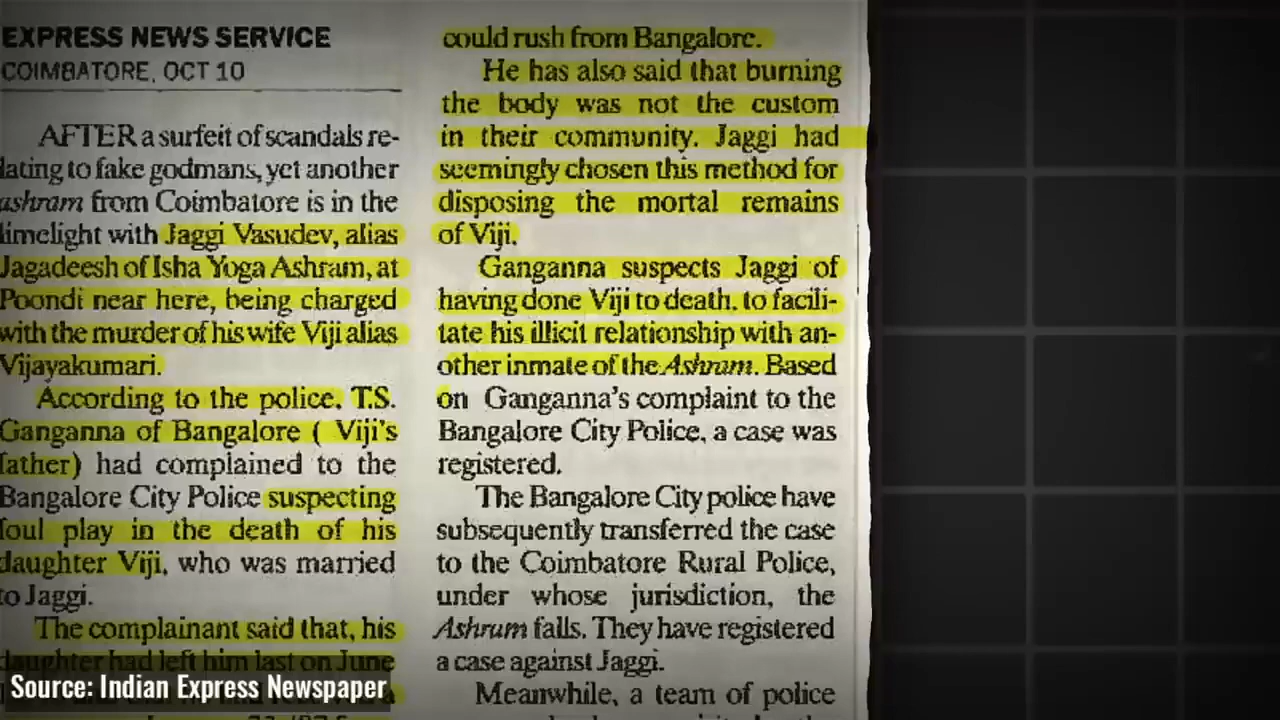 EXPRESS NEWS SERVICE
COIMBATORE, OCT 10
AFTER a surfeit of scandals re-
lating to fake godmans, yet another
ashram from Coimbatore is in the
limelight with Jaggi Vasudev, alias
Jagadeesh of Isha Yoga Ashram, at
Poondi near here, being charged
with the murder of his wife Viji alias
Vijayakumari.
According to the police, T.S.
Ganganna of Bangalore ( Viji's
father) had complained to the
Bangalore City Police suspecting
foul play in the death of his
daughter Viji, who was married
to Jaggi.
The complainant said that, his
daughter had left him last on June
could rush from Bangalore.
He has also said that burning
the body was not the custom
in their community. Jaggi had
seemingly chosen this method for
disposing the mortal remains
of Viji.
Ganganna suspects Jaggi of
having done Viji to death, to facili-
tate his illicit relationship with an-
other inmate of the Ashram. Based
on Ganganna's complaint to the
Bangalore City Police, a case was
registered.
The Bangalore City police have
subsequently transferred the case
to the Coimbatore Rural Police,
under whose jurisdiction, the
Ashrum falls. They have registered
a case against Jaggi.
Meanwhile, a team of police
Source: Indian Express Newspaper